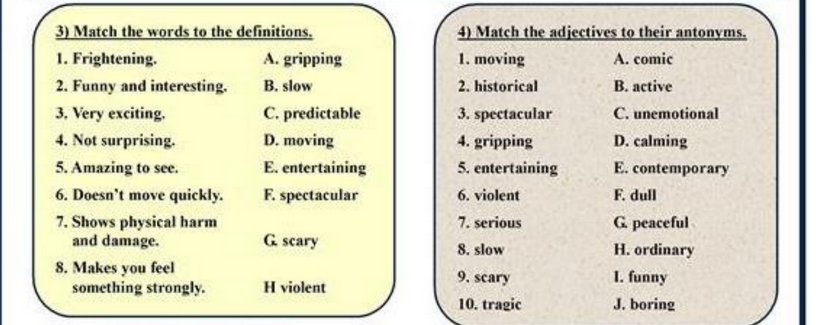 3) Match the words to the definitions.
1. Frightening. A. gripping
2. Funny and interesting. B. slow
3. Very exciting. C. predictable
4. Not surprising. D. moving
5. Amazing to see. E. entertaining
6. Doesn't move quickly. F. spectacular
7. Shows physical harm
and damage. G. scary
8. Makes you feel
something strongly. H violent
4) Match the adjectives to their antonyms.
1. moving A. comic
2. historical B. active
3. spectacular C. unemotional
4. gripping D. calming
5. entertaining E. contemporary
6. violent F. dull
7. serious G. peaceful
8. slow H. ordinary
9. scary I. funny
10. tragic J. boring